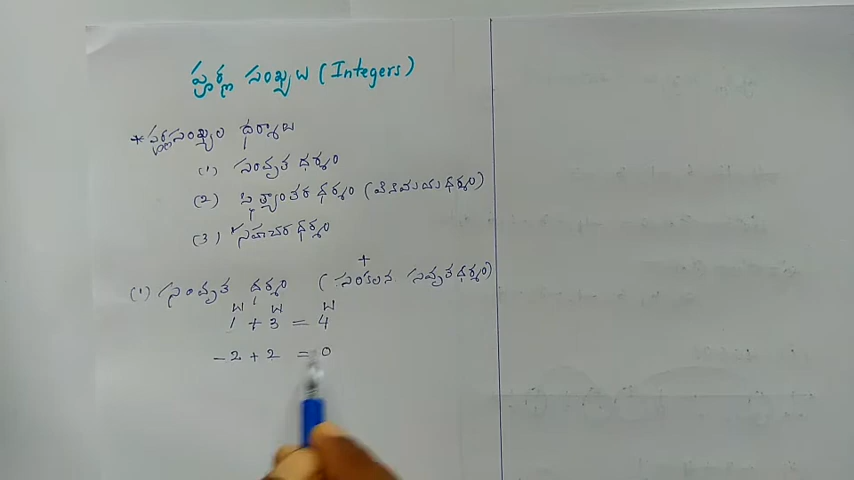 పూర్ణ సంఖ్యలు (Integers)
* పూర్ణసంఖ్యల ధర్మాలు
(1) సంవృత ధర్మం
(2) స్థిత్యాంతర ధర్మం (వినిమయ ధర్మం)
(3) సహచర ధర్మం
+
(1) సంవృత ధర్మం (సంకలన సవృతధర్మం)
పూ పూ పూ
1 + 3 = 4
-2 + 2 = 0